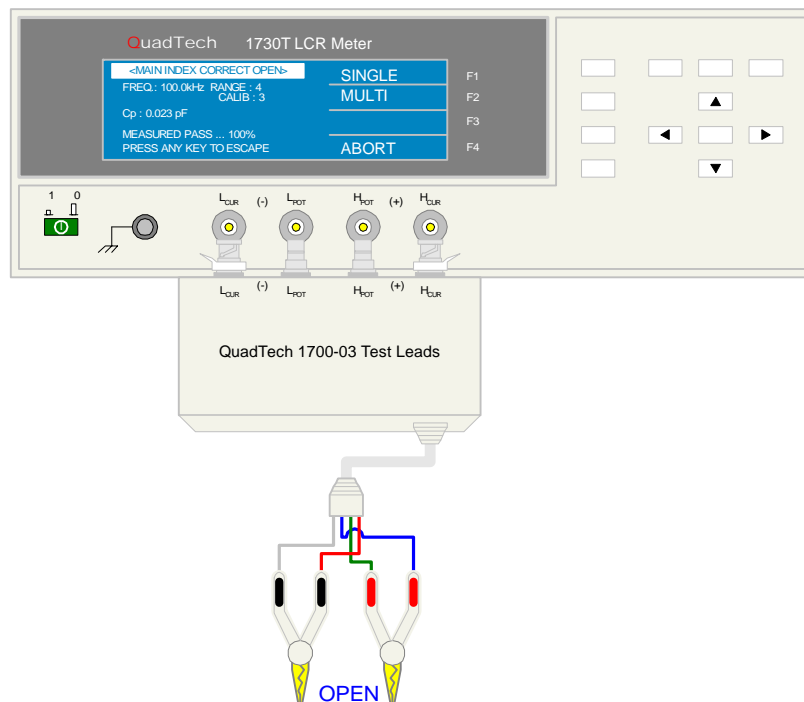 QuadTech 1730T LCR Meter
<MAIN INDEX CORRECT OPEN>
FREQ.: 100.0kHz RANGE : 4
CALIB : 3
Cp : 0.023 pF
MEASURED PASS ... 100%
PRESS ANY KEY TO ESCAPE
SINGLE
MULTI
ABORT
F1
F2
F3
F4
1 0
LCUR (-) LPOT HPOT (+) HCUR
LCUR (-) LPOT HPOT (+) HCUR
QuadTech 1700-03 Test Leads
OPEN